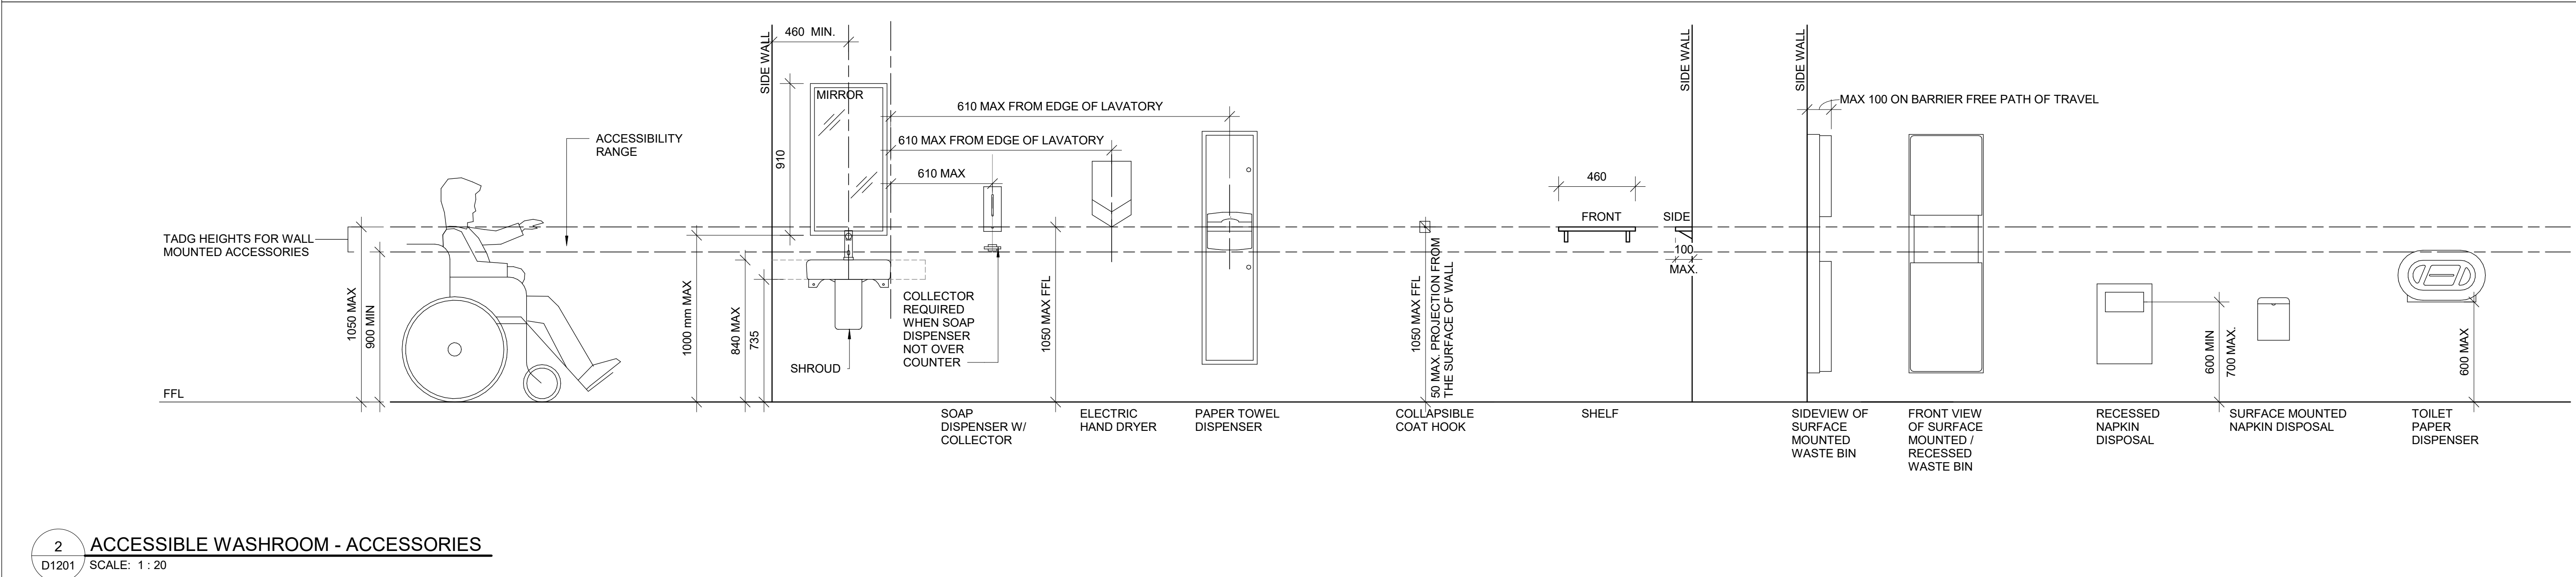 460  MIN.
SIDE WALL
MIRROR
910
610 MAX FROM EDGE OF LAVATORY
610 MAX FROM EDGE OF LAVATORY
610 MAX
ACCESSIBILITY
RANGE
TADG HEIGHTS FOR WALL
MOUNTED ACCESSORIES
1050 MAX
900 MIN
FFL
1000 mm MAX
840 MAX
735
SHROUD
COLLECTOR
REQUIRED
WHEN SOAP
DISPENSER
NOT OVER
COUNTER
1050 MAX FFL
1050 MAX FFL
50 MAX. PROJECTION FROM
THE SURFACE OF WALL
460
FRONT
SIDE
100
MAX.
SIDE WALL
SIDE WALL
MAX 100 ON BARRIER FREE PATH OF TRAVEL
600 MIN
700 MAX.
600 MAX
SOAP
DISPENSER W/
COLLECTOR
ELECTRIC
HAND DRYER
PAPER TOWEL
DISPENSER
COLLAPSIBLE
COAT HOOK
SHELF
SIDEVIEW OF
SURFACE
MOUNTED
WASTE BIN
FRONT VIEW
OF SURFACE
MOUNTED /
RECESSED
WASTE BIN
RECESSED
NAPKIN
DISPOSAL
SURFACE MOUNTED
NAPKIN DISPOSAL
TOILET
PAPER
DISPENSER
2
D1201
ACCESSIBLE WASHROOM - ACCESSORIES
SCALE:  1 : 20